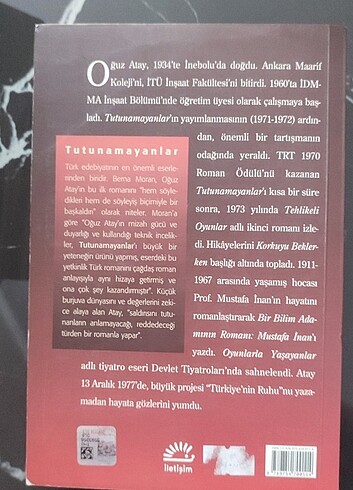 Oğuz Atay, 1934'te İnebolu'da doğdu. Ankara Maarif
Koleji'ni, İTÜ İnşaat Fakültesi'ni bitirdi. 1960'ta İDM-
MA İnşaat Bölümü'nde öğretim üyesi olarak çalışmaya baş-
ladı. Tutunamayanlar'ın yayımlanmasının (1971-1972) ardın-
dan, önemli bir tartışmanın
odağında yeraldı. TRT 1970
Roman Ödülü'nü kazanan
Tutunamayanlar'ı kısa bir süre
sonra, 1973 yılında Tehlikeli
Oyunlar adlı ikinci romanı izle-
di. Hikâyelerini Korkuyu Bekler-
ken başlığı altında topladı. 1911-
1967 arasında yaşamış hocası
Prof. Mustafa İnan'ın hayatını
romanlaştırarak Bir Bilim Ada-
mının Romanı: Mustafa İnan'ı
yazdı. Oyunlarla Yaşayanlar
adlı tiyatro eseri Devlet Tiyatroları'nda sahnelendi. Atay
13 Aralık 1977'de, büyük projesi "Türkiye'nin Ruhu"nu yaza-
madan hayata gözlerini yumdu.
Tutunamayanlar
Türk edebiyatının en önemli eserle-
rinden biridir. Berna Moran, Oğuz
Atay'ın bu ilk romanını "hem söyle-
dikleri hem de söyleyiş biçimiyle bir
başkaldırı" olarak niteler. Moran'a
göre "Oğuz Atay'ın mizah gücü ve
duyarlığı ve kullandığı teknik incelik-
ler, Tutunamayanlar'ı büyük bir
yeteneğin ürünü yapmış, eserdeki bu
yetkinlik Türk romanını çağdaş roman
anlayışıyla aynı hizaya getirmiş ve
ona çok şey kazandırmıştır". Küçük
burjuva dünyasını ve değerlerini zeki-
ce alaya alan Atay, "saldırısını tutu-
nanların anlamayacağı, reddedeceği
türden bir romanla yapar".
iletişim